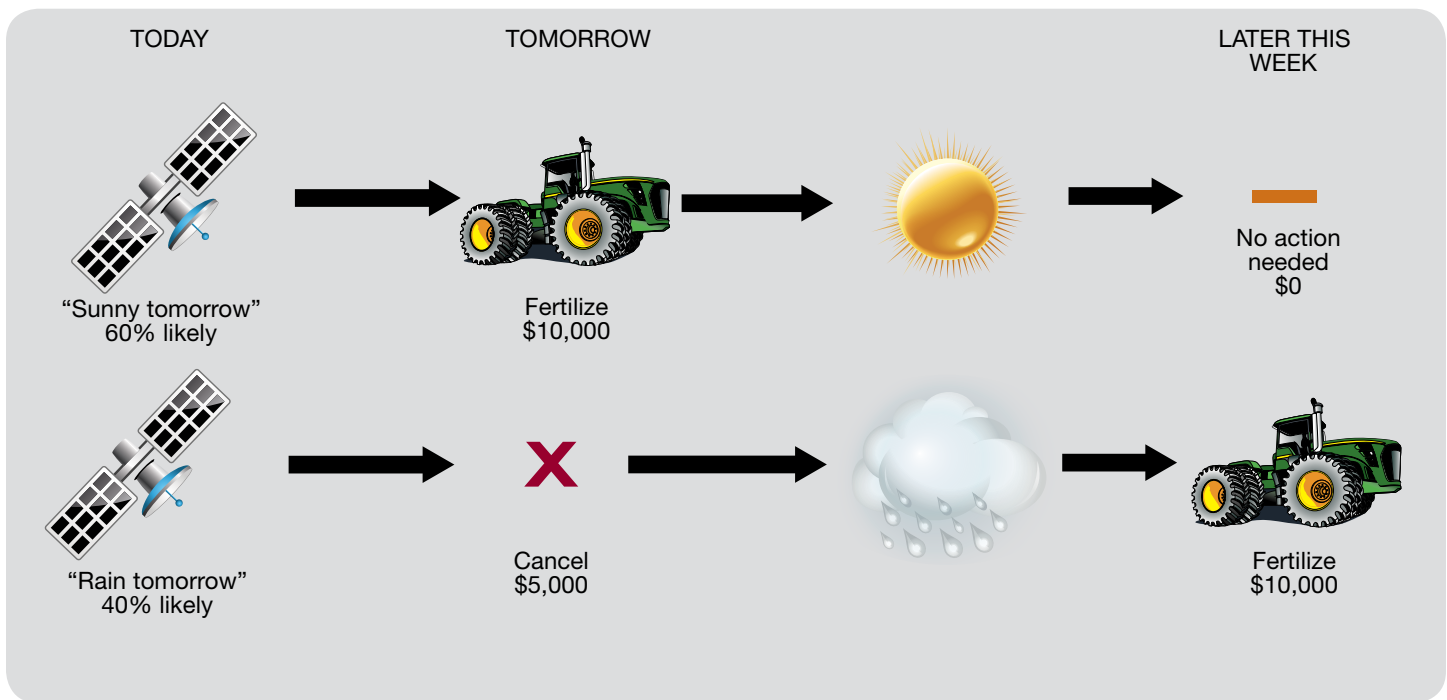 TODAY
TOMORROW
LATER THIS
WEEK
“Sunny tomorrow”
60% likely
Fertilize
$10,000
No action
needed
$0
“Rain tomorrow”
40% likely
X
Cancel
$5,000
Fertilize
$10,000